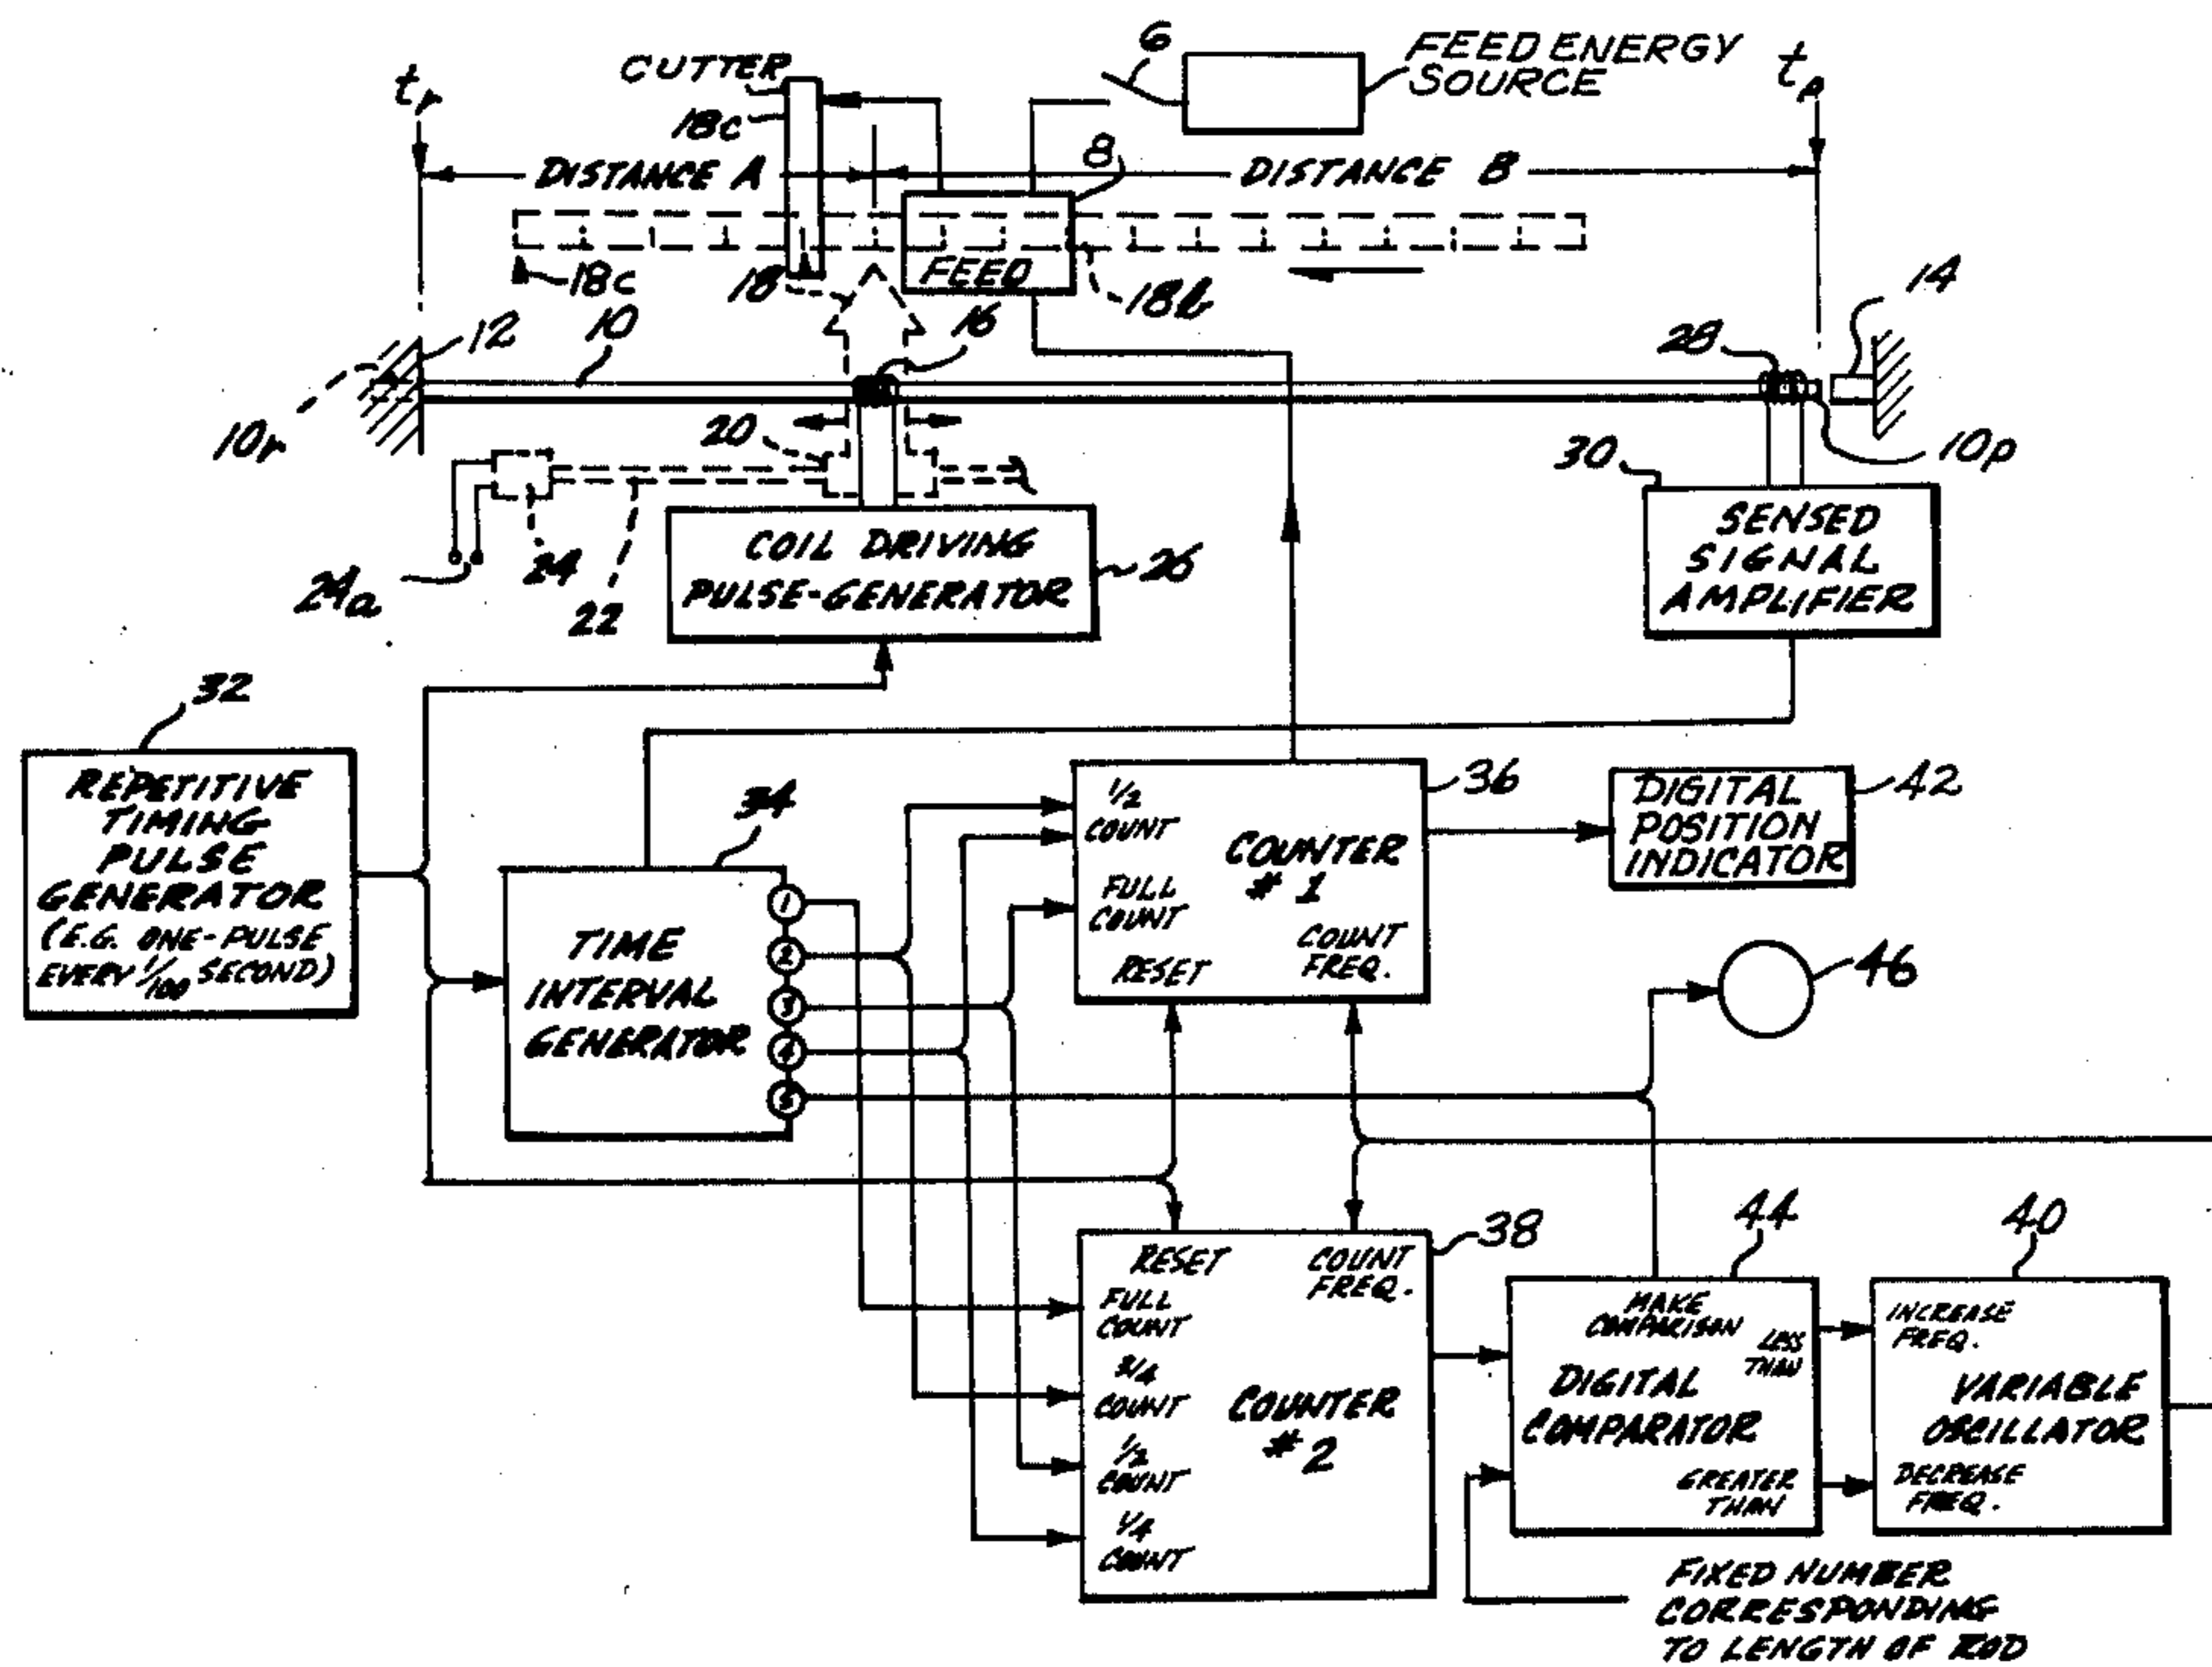 6
FEED ENERGY
SOURCE
CUTTER
18c
8
DISTANCE A
DISTANCE B
FEED
18c
18
18b
14
12
10
16
28
10r
20
30
10p
COIL DRIVING
PULSE-GENERATOR
26
SENSED
SIGNAL
AMPLIFIER
24a
24
22
32
REPETITIVE
TIMING
PULSE
GENERATOR
(E.G. ONE-PULSE
EVERY 1/100 SECOND)
34
TIME
INTERVAL
GENERATOR
1
2
3
4
5
36
1/2
COUNT
COUNTER
# 1
FULL
COUNT
COUNT
FREQ.
RESET
DIGITAL
POSITION
INDICATOR
42
46
38
RESET
COUNT
FREQ.
FULL
COUNT
3/4
COUNT
COUNTER
# 2
1/2
COUNT
1/4
COUNT
44
MAKE
COMPARISON
LESS
THAN
DIGITAL
COMPARATOR
GREATER
THAN
40
INCREASE
FREQ.
VARIABLE
OSCILLATOR
DECREASE
FREQ.
FIXED NUMBER
CORRESPONDING
TO LENGTH OF ROD